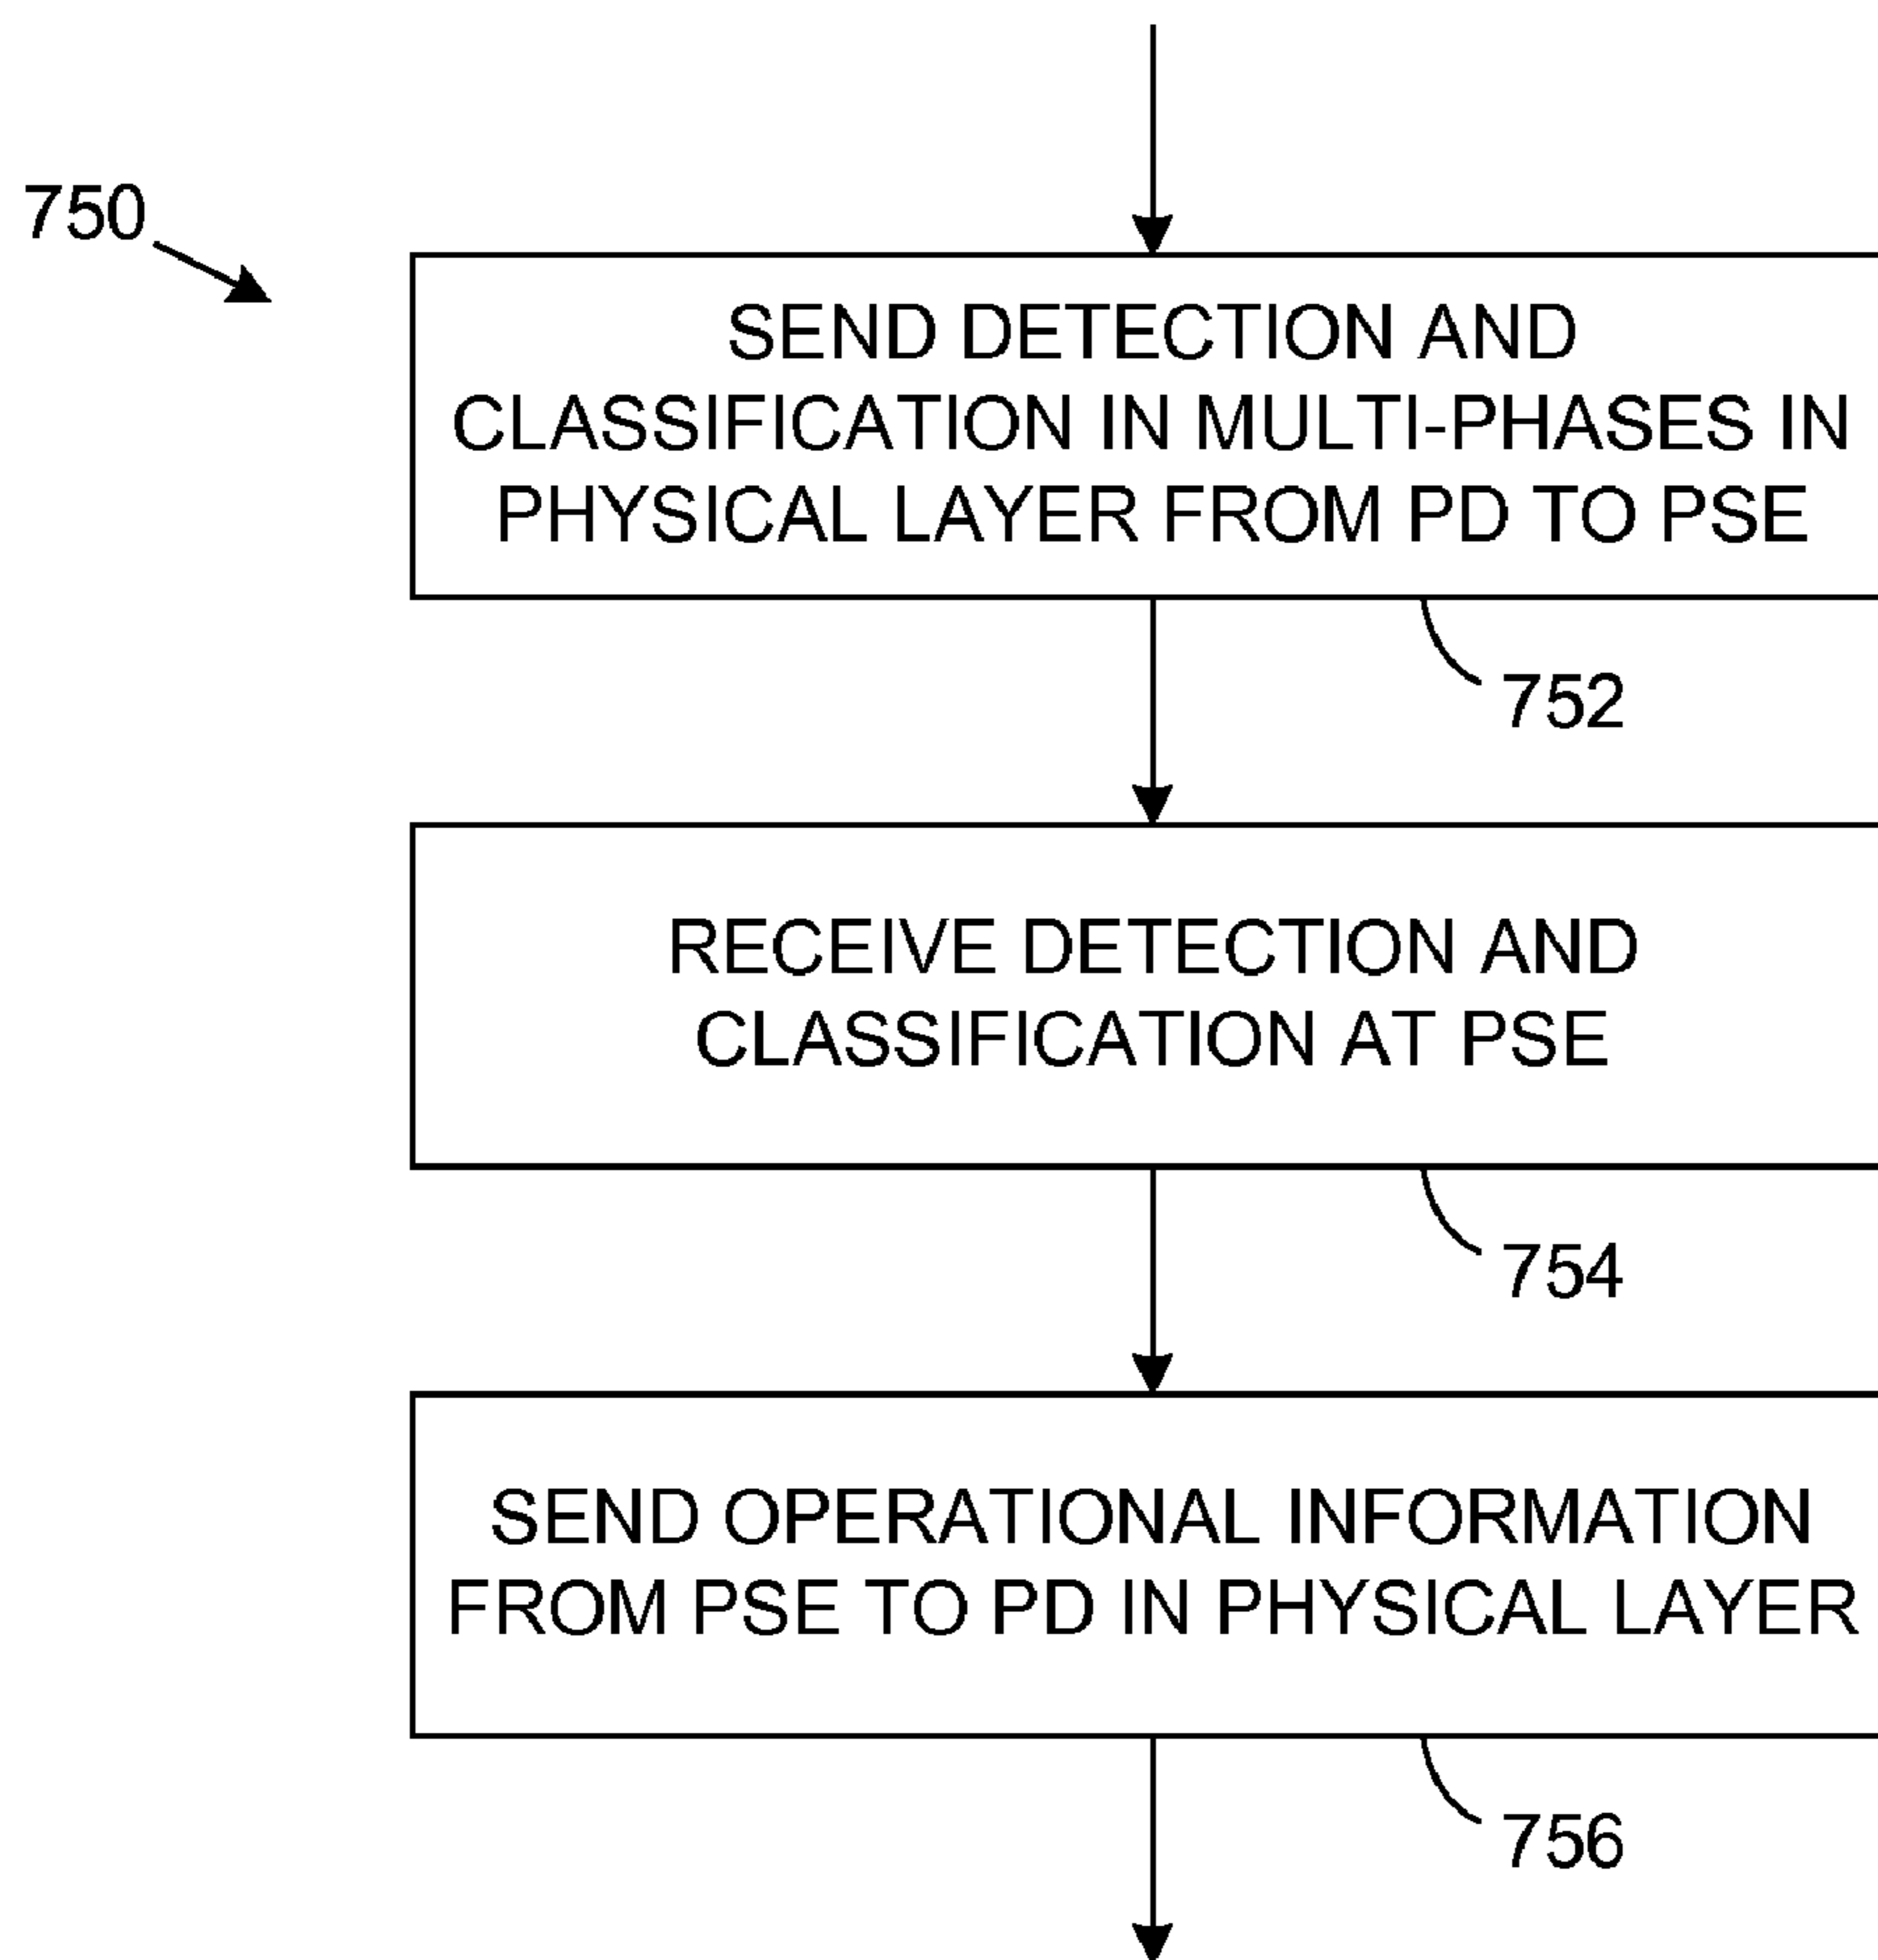 750
SEND DETECTION AND
CLASSIFICATION IN MULTI-PHASES IN
PHYSICAL LAYER FROM PD TO PSE
752
RECEIVE DETECTION AND
CLASSIFICATION AT PSE
754
SEND OPERATIONAL INFORMATION
FROM PSE TO PD IN PHYSICAL LAYER
756